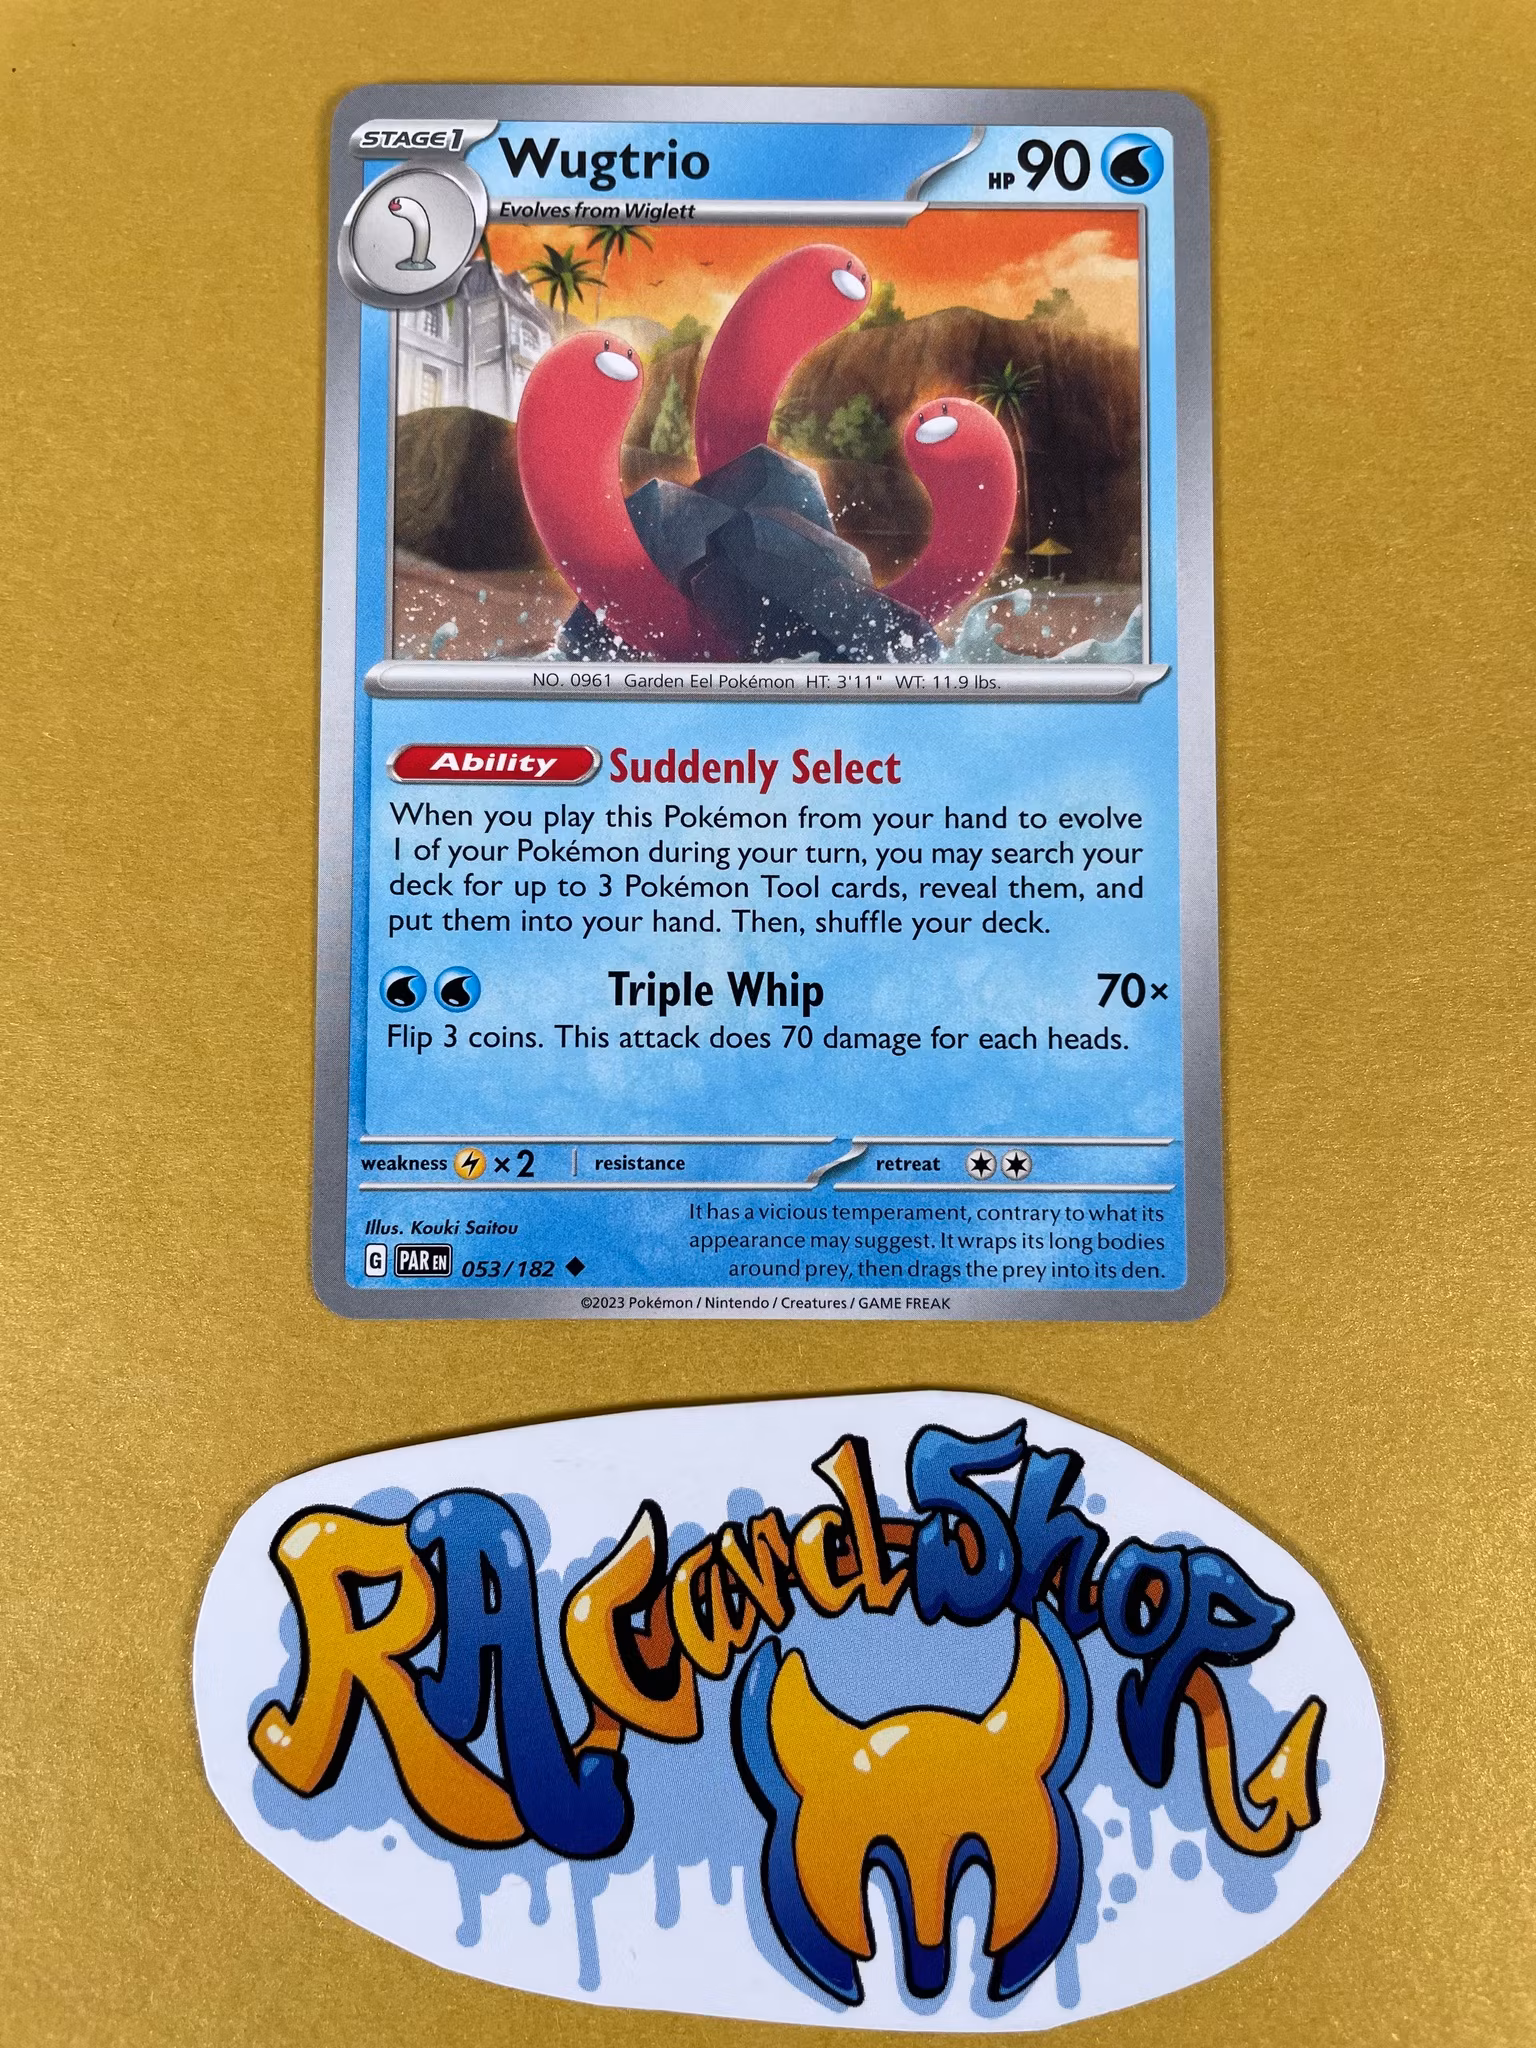 STAGE 1
Wugtrio
HP 90
Evolves from Wiglett
NO. 0961 Garden Eel Pokémon HT: 3'11" WT: 11.9 lbs.
Ability Suddenly Select
When you play this Pokémon from your hand to evolve
1 of your Pokémon during your turn, you may search your
deck for up to 3 Pokémon Tool cards, reveal them, and
put them into your hand. Then, shuffle your deck.
Triple Whip 70×
Flip 3 coins. This attack does 70 damage for each heads.
weakness ×2 resistance retreat
It has a vicious temperament, contrary to what its
appearance may suggest. It wraps its long bodies
around prey, then drags the prey into its den.
Illus. Kouki Saitou
G PAR EN 053/182
©2023 Pokémon / Nintendo / Creatures / GAME FREAK
RA Card Shop